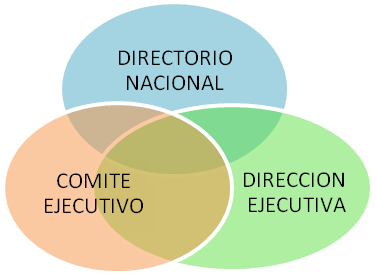 DIRECTORIO
NACIONAL
COMITE
EJECUTIVO
DIRECCION
EJECUTIVA